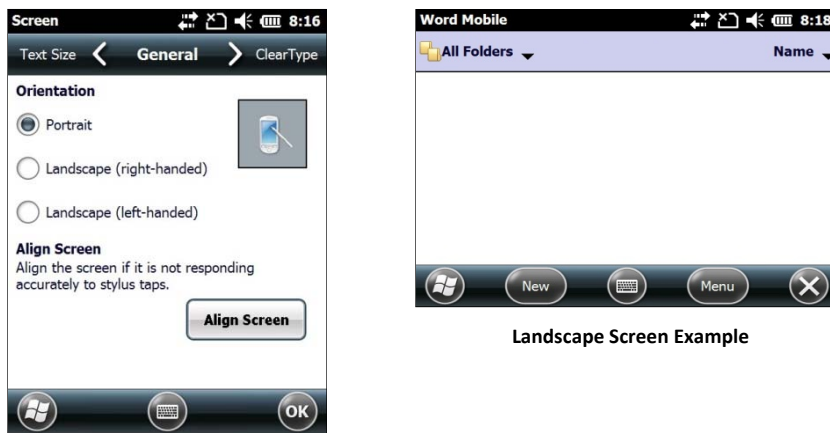 Screen 8:16
Text Size General ClearType
Orientation
Portrait
Landscape (right-handed)
Landscape (left-handed)
Align Screen
Align the screen if it is not responding
accurately to stylus taps.
Align Screen
OK
Word Mobile 8:18
All Folders Name
New Menu
Landscape Screen Example